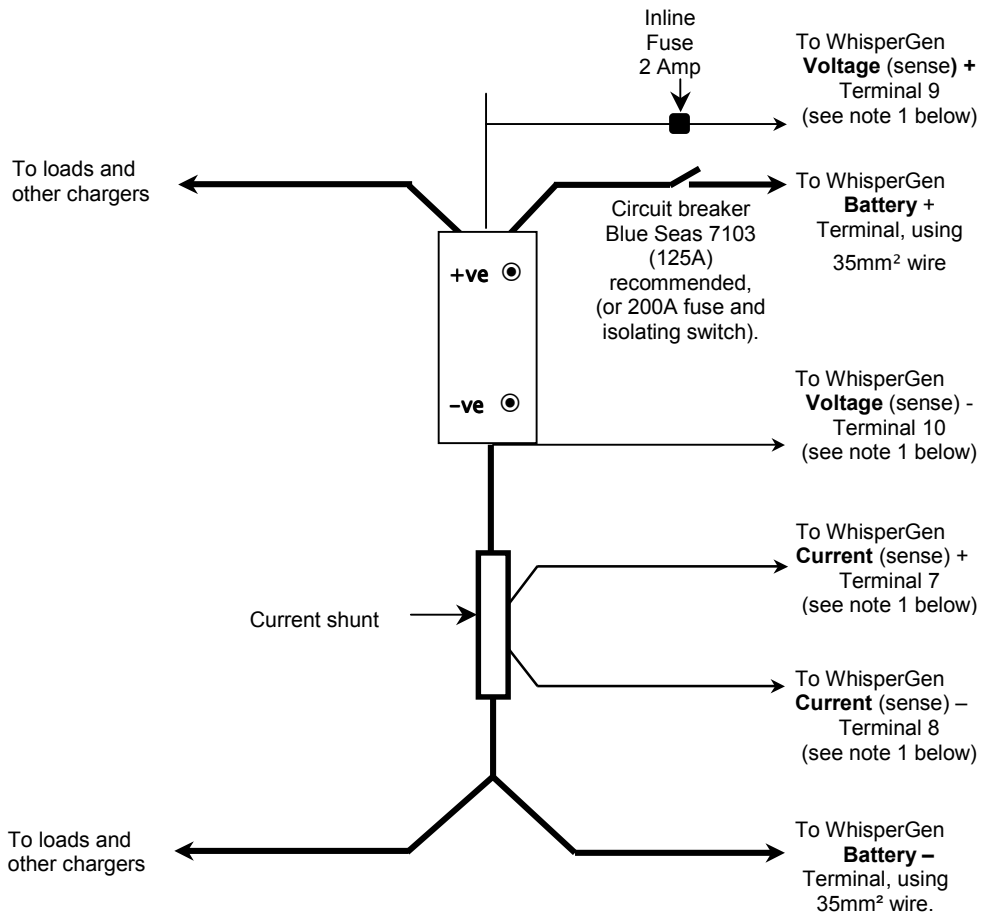 Inline
Fuse
2 Amp
To WhisperGen
Voltage (sense) +
Terminal 9
(see note 1 below)
To loads and
other chargers
To WhisperGen
Battery +
Terminal, using
35mm² wire
Circuit breaker
Blue Seas 7103
(125A)
recommended,
(or 200A fuse and
isolating switch).
+ve
-ve
To WhisperGen
Voltage (sense) -
Terminal 10
(see note 1 below)
To WhisperGen
Current (sense) +
Terminal 7
(see note 1 below)
Current shunt
To WhisperGen
Current (sense) –
Terminal 8
(see note 1 below)
To loads and
other chargers
To WhisperGen
Battery –
Terminal, using
35mm² wire.